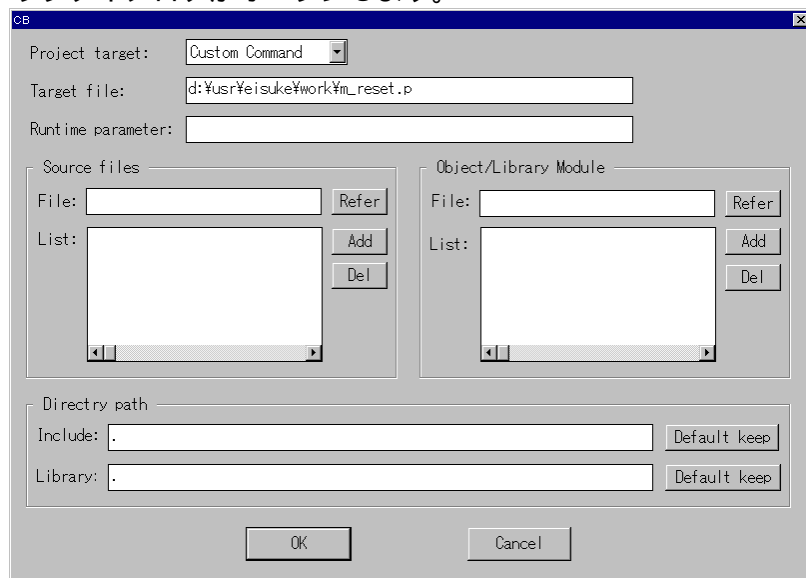 CB
Project target: Custom Command
Target file: d:¥usr¥eisuke¥work¥m_reset.p
Runtime parameter:
Source files
File: Refer
List: Add
Del
Object/Library Module
File: Refer
List: Add
Del
Directry path
Include: . Default keep
Library: . Default keep
OK Cancel